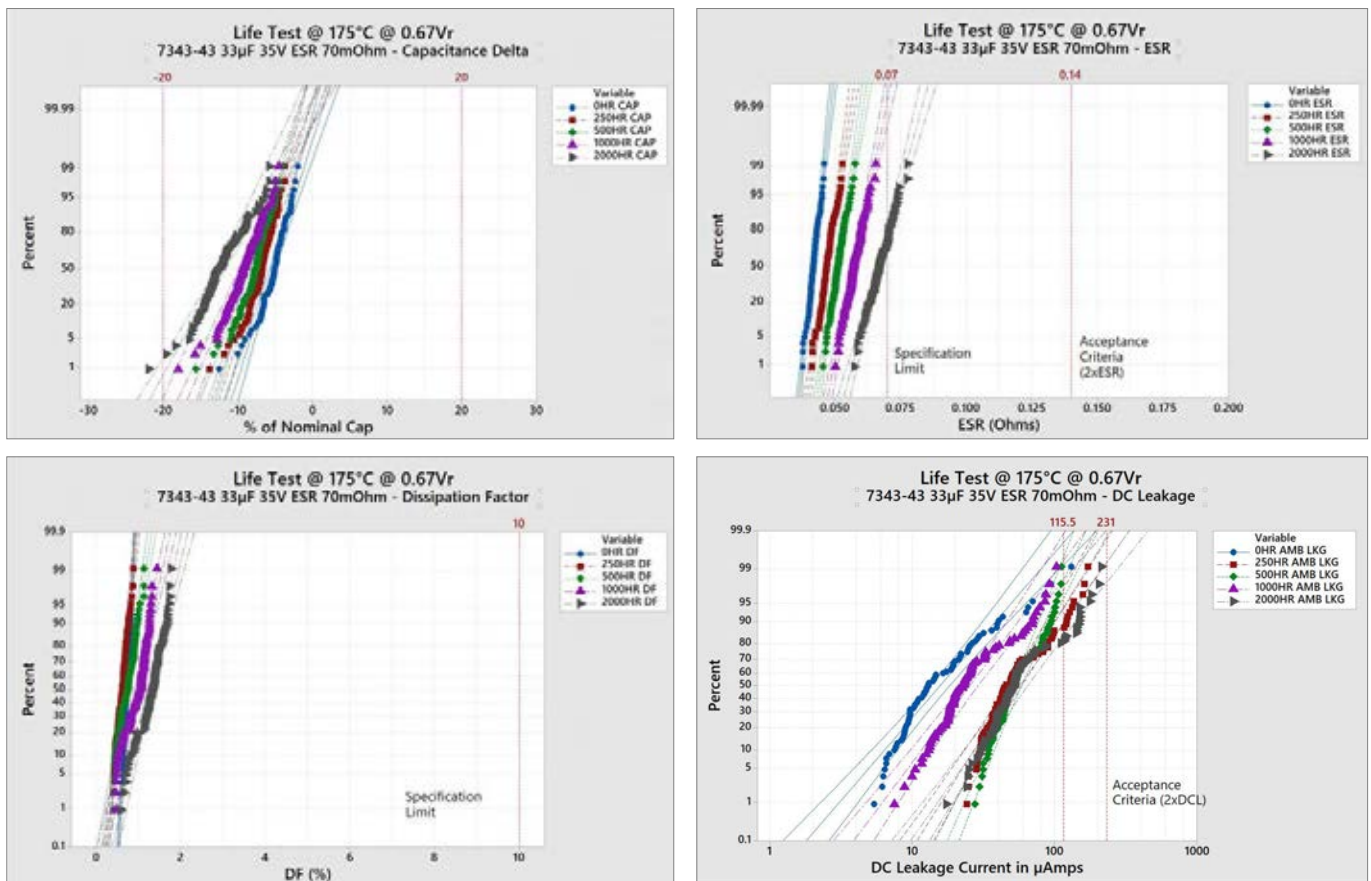 Life Test @ 175°C @ 0.67Vr
7343-43 33µF 35V ESR 70mOhm - Capacitance Delta
-20 20
99.99
99
95
80
50
20
5
1
Percent
-30 -20 -10 0 10 20 30
% of Nominal Cap
Variable
0HR CAP
250HR CAP
500HR CAP
1000HR CAP
2000HR CAP
Life Test @ 175°C @ 0.67Vr
7343-43 33µF 35V ESR 70mOhm - ESR
0.07 0.14
99.99
99
95
80
50
20
5
1
Percent
Specification
Limit
Acceptance
Criteria
(2xESR)
0.050 0.075 0.100 0.125 0.150 0.175 0.200
ESR (Ohms)
Variable
0HR ESR
250HR ESR
500HR ESR
1000HR ESR
2000HR ESR
Life Test @ 175°C @ 0.67Vr
7343-43 33µF 35V ESR 70mOhm - Dissipation Factor
10
99.9
99
95
90
80
70
60
50
40
30
20
10
5
1
0.1
Percent
Specification
Limit
0 2 4 6 8 10
DF (%)
Variable
0HR DF
250HR DF
500HR DF
1000HR DF
2000HR DF
Life Test @ 175°C @ 0.67Vr
7343-43 33µF 35V ESR 70mOhm - DC Leakage
115.5 231
99.9
99
95
90
80
70
60
50
40
30
20
10
5
1
0.1
Percent
Acceptance
Criteria (2xDCL)
1 10 100 1000
DC Leakage Current in µAmps
Variable
0HR AMB LKG
250HR AMB LKG
500HR AMB LKG
1000HR AMB LKG
2000HR AMB LKG